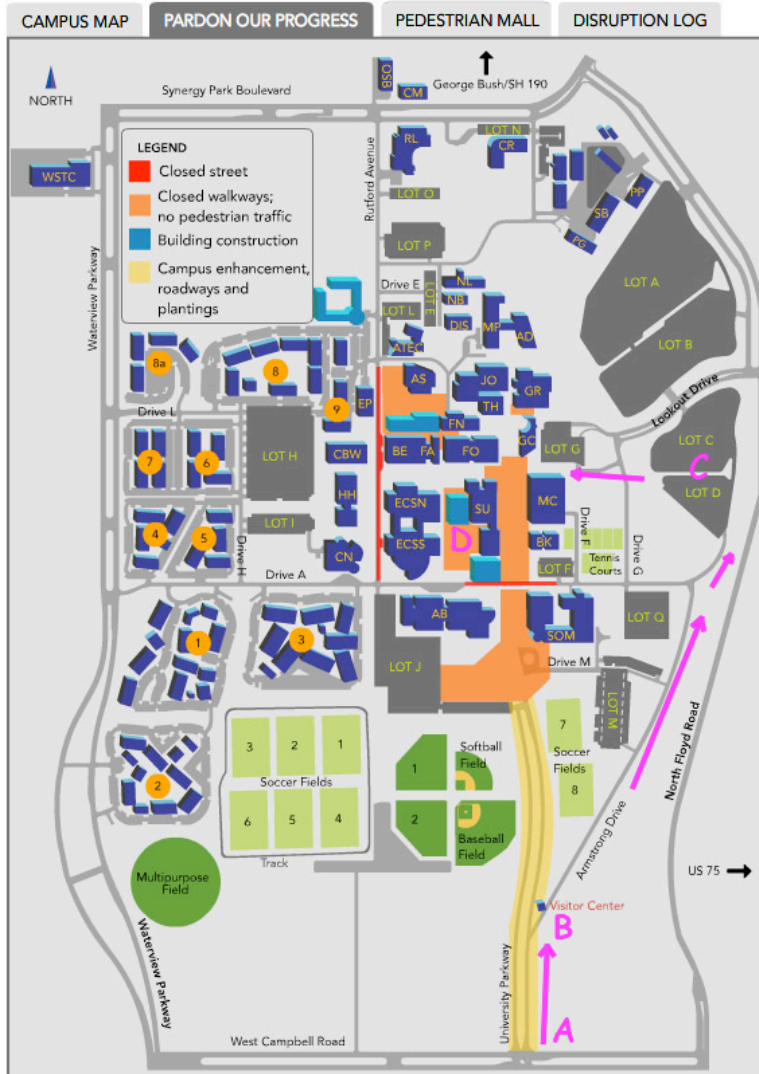 CAMPUS MAP
PARDON OUR PROGRESS
PEDESTRIAN MALL
DISRUPTION LOG
NORTH
Synergy Park Boulevard
OSB
CM
George Bush/SH 190
LEGEND
Closed street
Closed walkways;
no pedestrian traffic
Building construction
Campus enhancement,
roadways and
plantings
WSTC
Waterview Parkway
Rutford Avenue
RL
LOT N
CR
LOT O
LOT P
SB
PP
PG
LOT A
LOT B
Drive E
LOT E
LOT L
NL
NB
DIS
MP
AD
ATEC
8a
8
9
EP
AS
JO
TH
GR
Lookout Drive
Drive L
7
6
LOT H
CBW
BE
FA
FN
FO
GC
LOT G
LOT C
C
LOT D
HH
ECSN
SU
MC
4
5
LOT I
Drive H
CN
ECSS
D
BK
Drive F
Drive G
Tennis
Courts
LOT F
Drive A
1
3
AB
SOM
LOT Q
LOT J
Drive M
LOT M
2
3
2
1
Soccer Fields
6
5
4
Track
1
Softball
Field
2
Baseball
Field
7
Soccer
Fields
8
North Floyd Road
Armstrong Drive
US 75
Multipurpose
Field
Visitor Center
B
Waterview Parkway
University Parkway
A
West Campbell Road